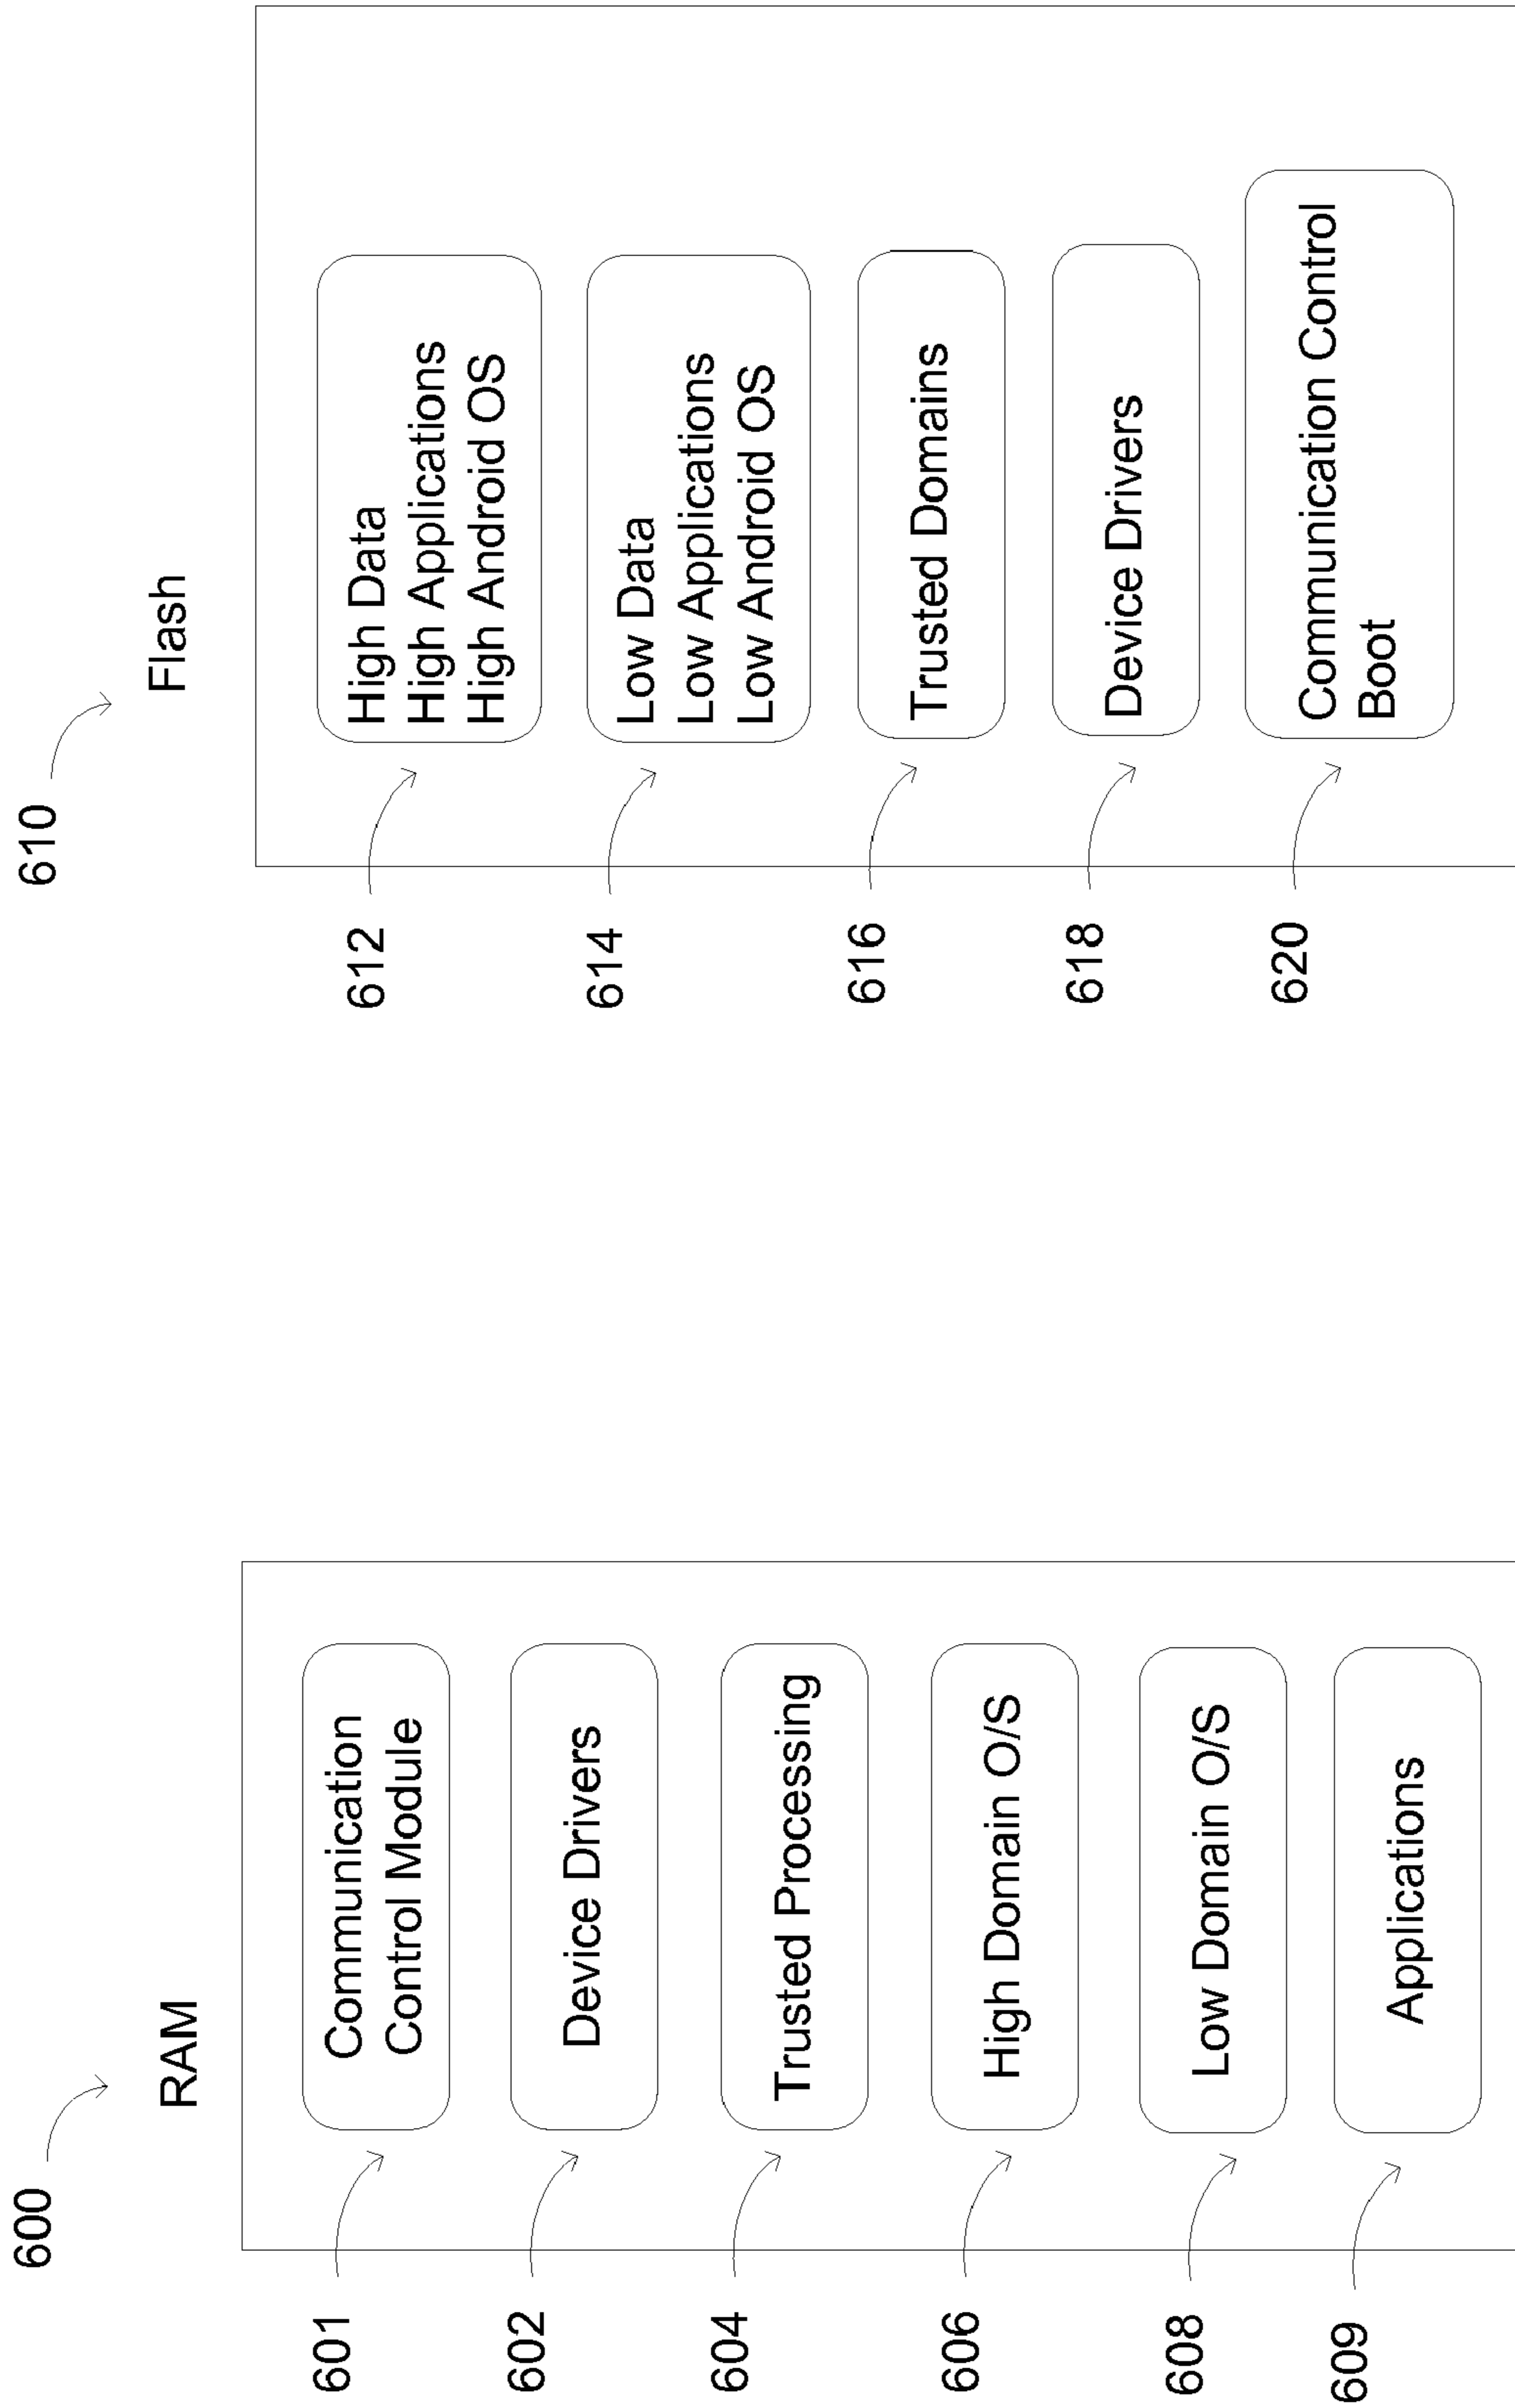 600
RAM
601
Communication
Control Module
602
Device Drivers
604
Trusted Processing
606
High Domain O/S
608
Low Domain O/S
609
Applications
610
Flash
612
High Data
High Applications
High Android OS
614
Low Data
Low Applications
Low Android OS
616
Trusted Domains
618
Device Drivers
620
Communication Control
Boot